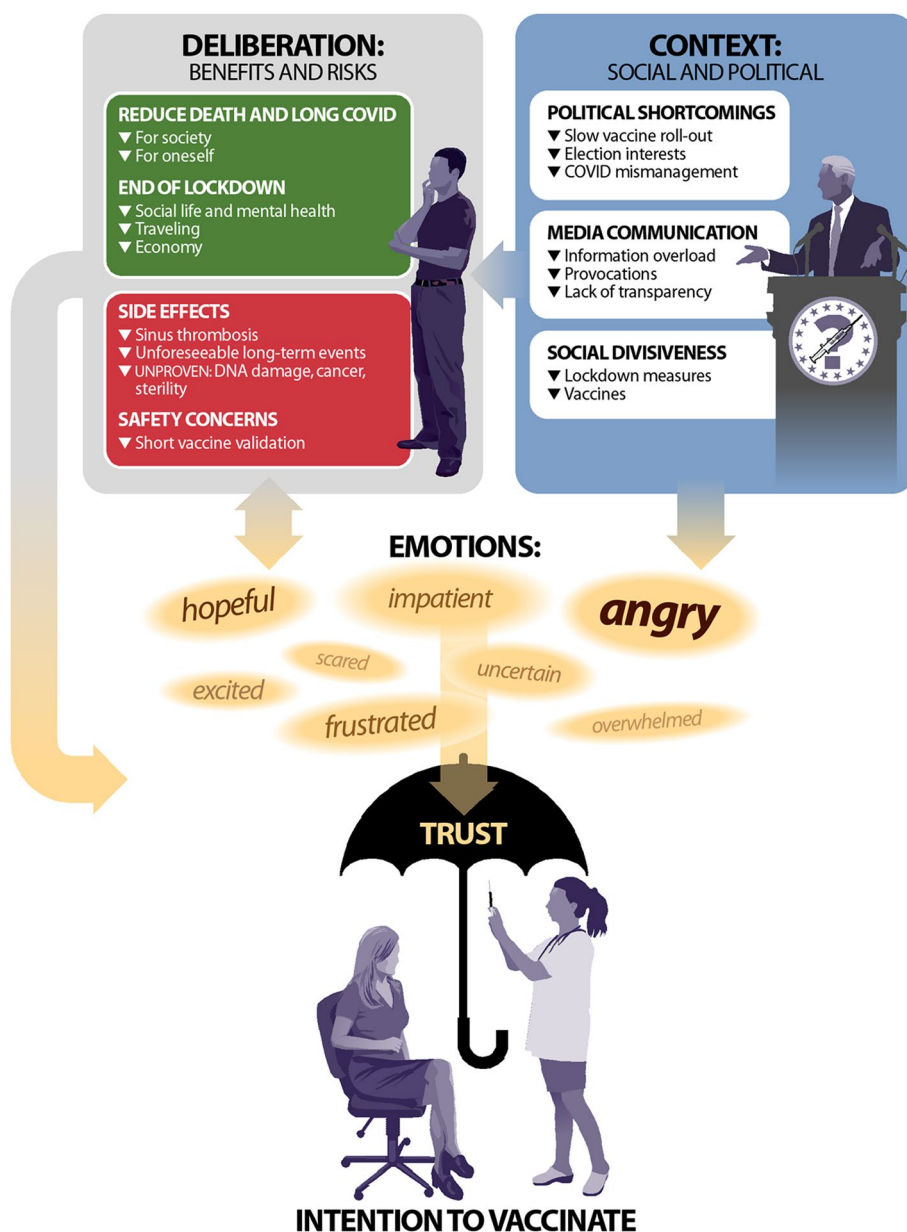 DELIBERATION:
BENEFITS AND RISKS
REDUCE DEATH AND LONG COVID
▼ For society
▼ For oneself
END OF LOCKDOWN
▼ Social life and mental health
▼ Traveling
▼ Economy
SIDE EFFECTS
▼ Sinus thrombosis
▼ Unforeseeable long-term events
▼ UNPROVEN: DNA damage, cancer,
sterility
SAFETY CONCERNS
▼ Short vaccine validation
CONTEXT:
SOCIAL AND POLITICAL
POLITICAL SHORTCOMINGS
▼ Slow vaccine roll-out
▼ Election interests
▼ COVID mismanagement
MEDIA COMMUNICATION
▼ Information overload
▼ Provocations
▼ Lack of transparency
SOCIAL DIVISIVENESS
▼ Lockdown measures
▼ Vaccines
?
EMOTIONS:
hopeful
impatient
angry
scared
uncertain
excited
frustrated
overwhelmed
TRUST
INTENTION TO VACCINATE